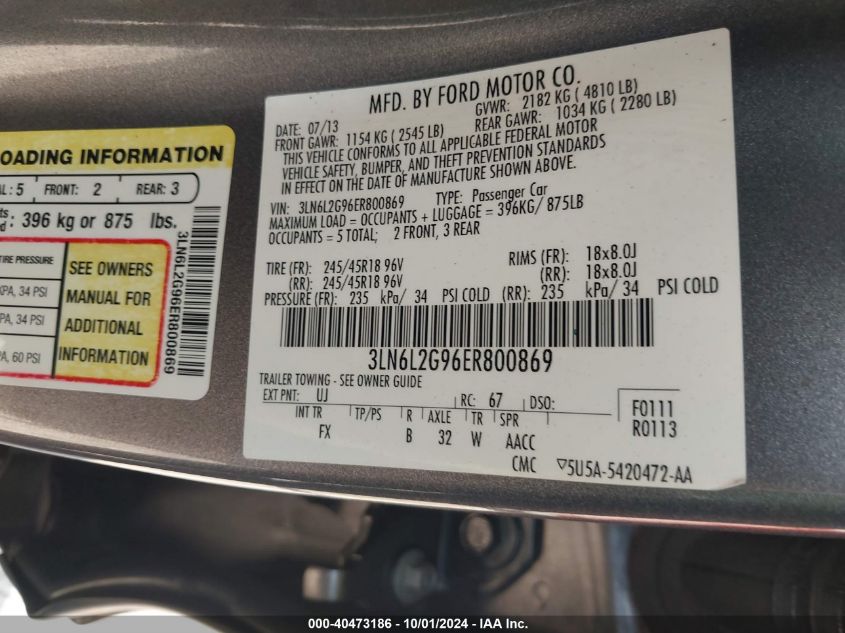 OADING INFORMATION
AL: 5 FRONT: 2 REAR: 3
396 kg or 875 lbs.
TIRE PRESSURE
KPA, 34 PSI
PA, 34 PSI
PA, 60 PSI
SEE OWNERS
MANUAL FOR
ADDITIONAL
INFORMATION
3LN6L2G96ER800869
MFD. BY FORD MOTOR CO.
DATE: 07/13 GVWR: 2182 KG ( 4810 LB)
FRONT GAWR: 1154 KG ( 2545 LB) REAR GAWR: 1034 KG ( 2280 LB)
THIS VEHICLE CONFORMS TO ALL APPLICABLE FEDERAL MOTOR
VEHICLE SAFETY, BUMPER, AND THEFT PREVENTION STANDARDS
IN EFFECT ON THE DATE OF MANUFACTURE SHOWN ABOVE.
VIN: 3LN6L2G96ER800869 TYPE: Passenger Car
MAXIMUM LOAD = OCCUPANTS + LUGGAGE = 396KG/ 875LB
OCCUPANTS = 5 TOTAL; 2 FRONT, 3 REAR
TIRE (FR): 245/45R18 96V RIMS (FR): 18x8.0J
(RR): 245/45R18 96V (RR): 18x8.0J
PRESSURE (FR): 235 kPa/ 34 PSI COLD (RR): 235 kPa/ 34 PSI COLD
3LN6L2G96ER800869
TRAILER TOWING - SEE OWNER GUIDE
EXT PNT: UJ RC: 67 DSO:
INT TR TP/PS R AXLE TR SPR
FX B 32 W AACC
F0111
R0113
CMC ▽5U5A-5420472-AA
000-40473186 - 10/01/2024 - IAA Inc.